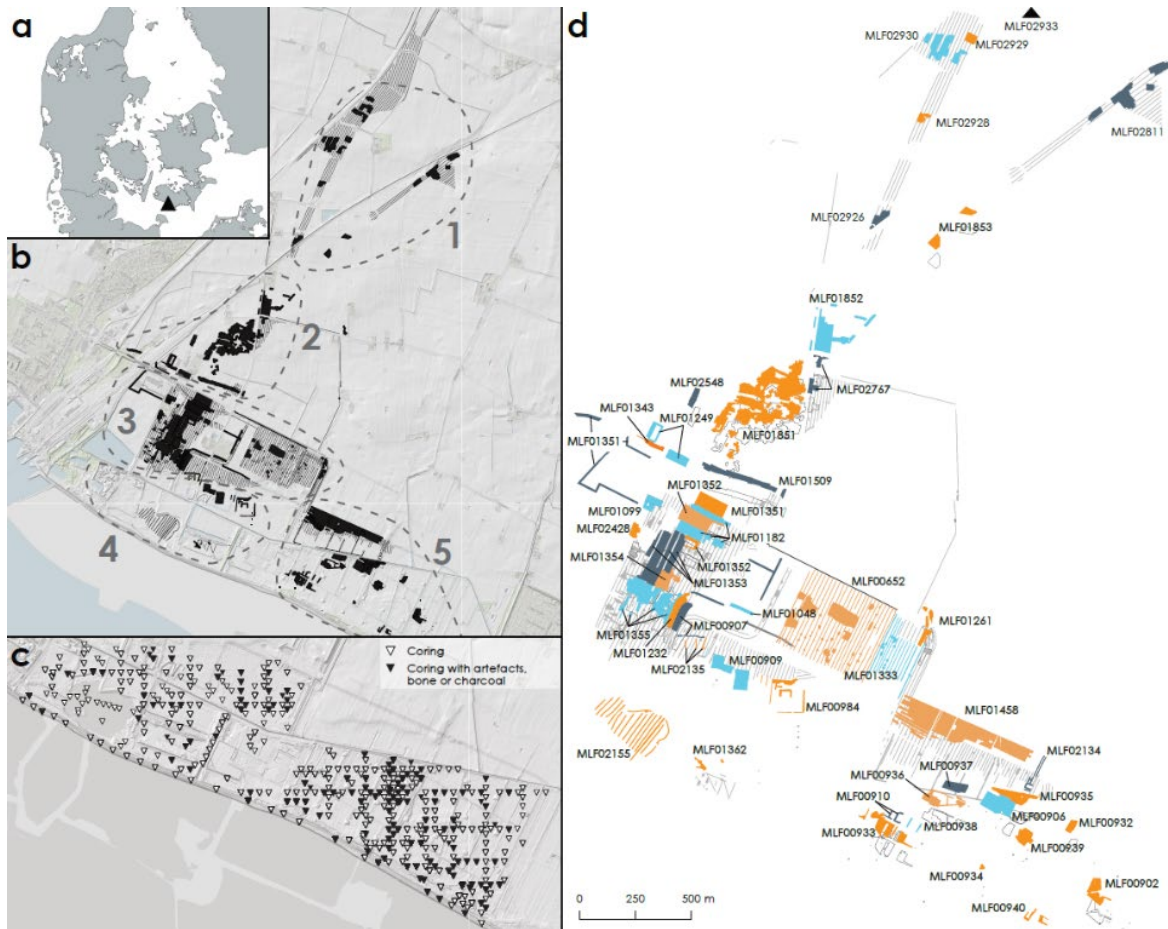 a
b
1
2
3
4
5
c
Coring
Coring with artefacts,
bone or charcoal
d
MLF02933
MLF02930
MLF02929
MLF02928
MLF02811
MLF02926
MLF01853
MLF01852
MLF02767
MLF02548
MLF01343
MLF01249
MLF01351
MLF01851
MLF01509
MLF01352
MLF01099
MLF01351
MLF02428
MLF01182
MLF01354
MLF01352
MLF01353
MLF00652
MLF01048
MLF01355
MLF00907
MLF01261
MLF01232
MLF02135
MLF00909
MLF01333
MLF00984
MLF01458
MLF02155
MLF01362
MLF02134
MLF00936
MLF00937
MLF00910
MLF00935
MLF00906
MLF00932
MLF00933
MLF00938
MLF00939
MLF00934
MLF00902
MLF00940
0 250 500 m